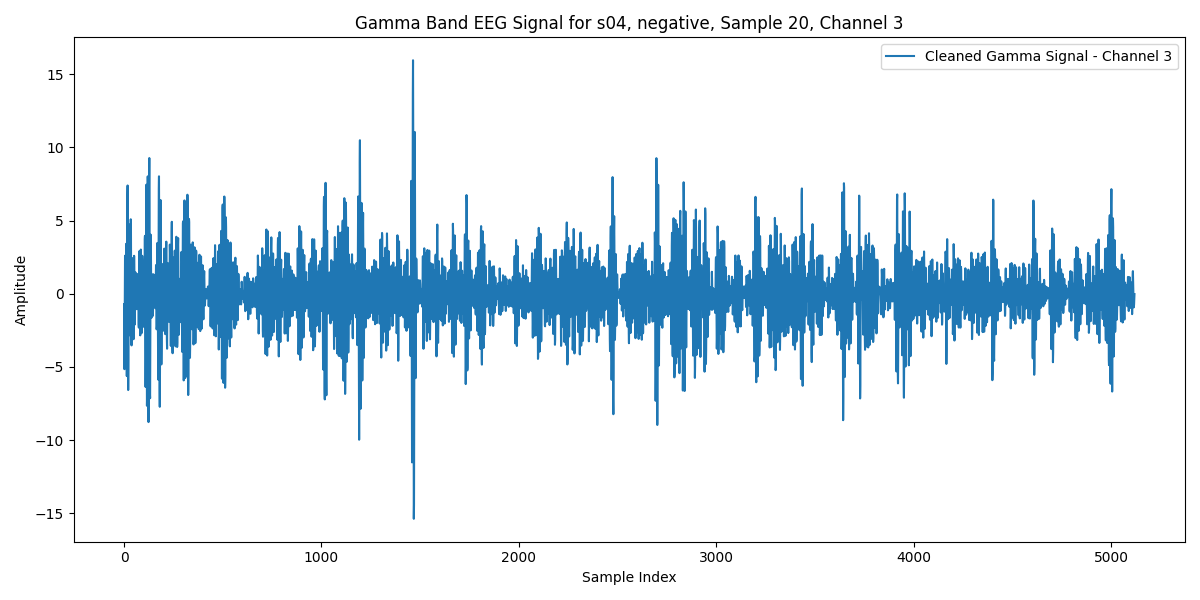 Gamma Band EEG Signal for s04, negative, Sample 20, Channel 3
Cleaned Gamma Signal - Channel 3
Amplitude
15
10
5
0
−5
−10
−15
0 1000 2000 3000 4000 5000
Sample Index